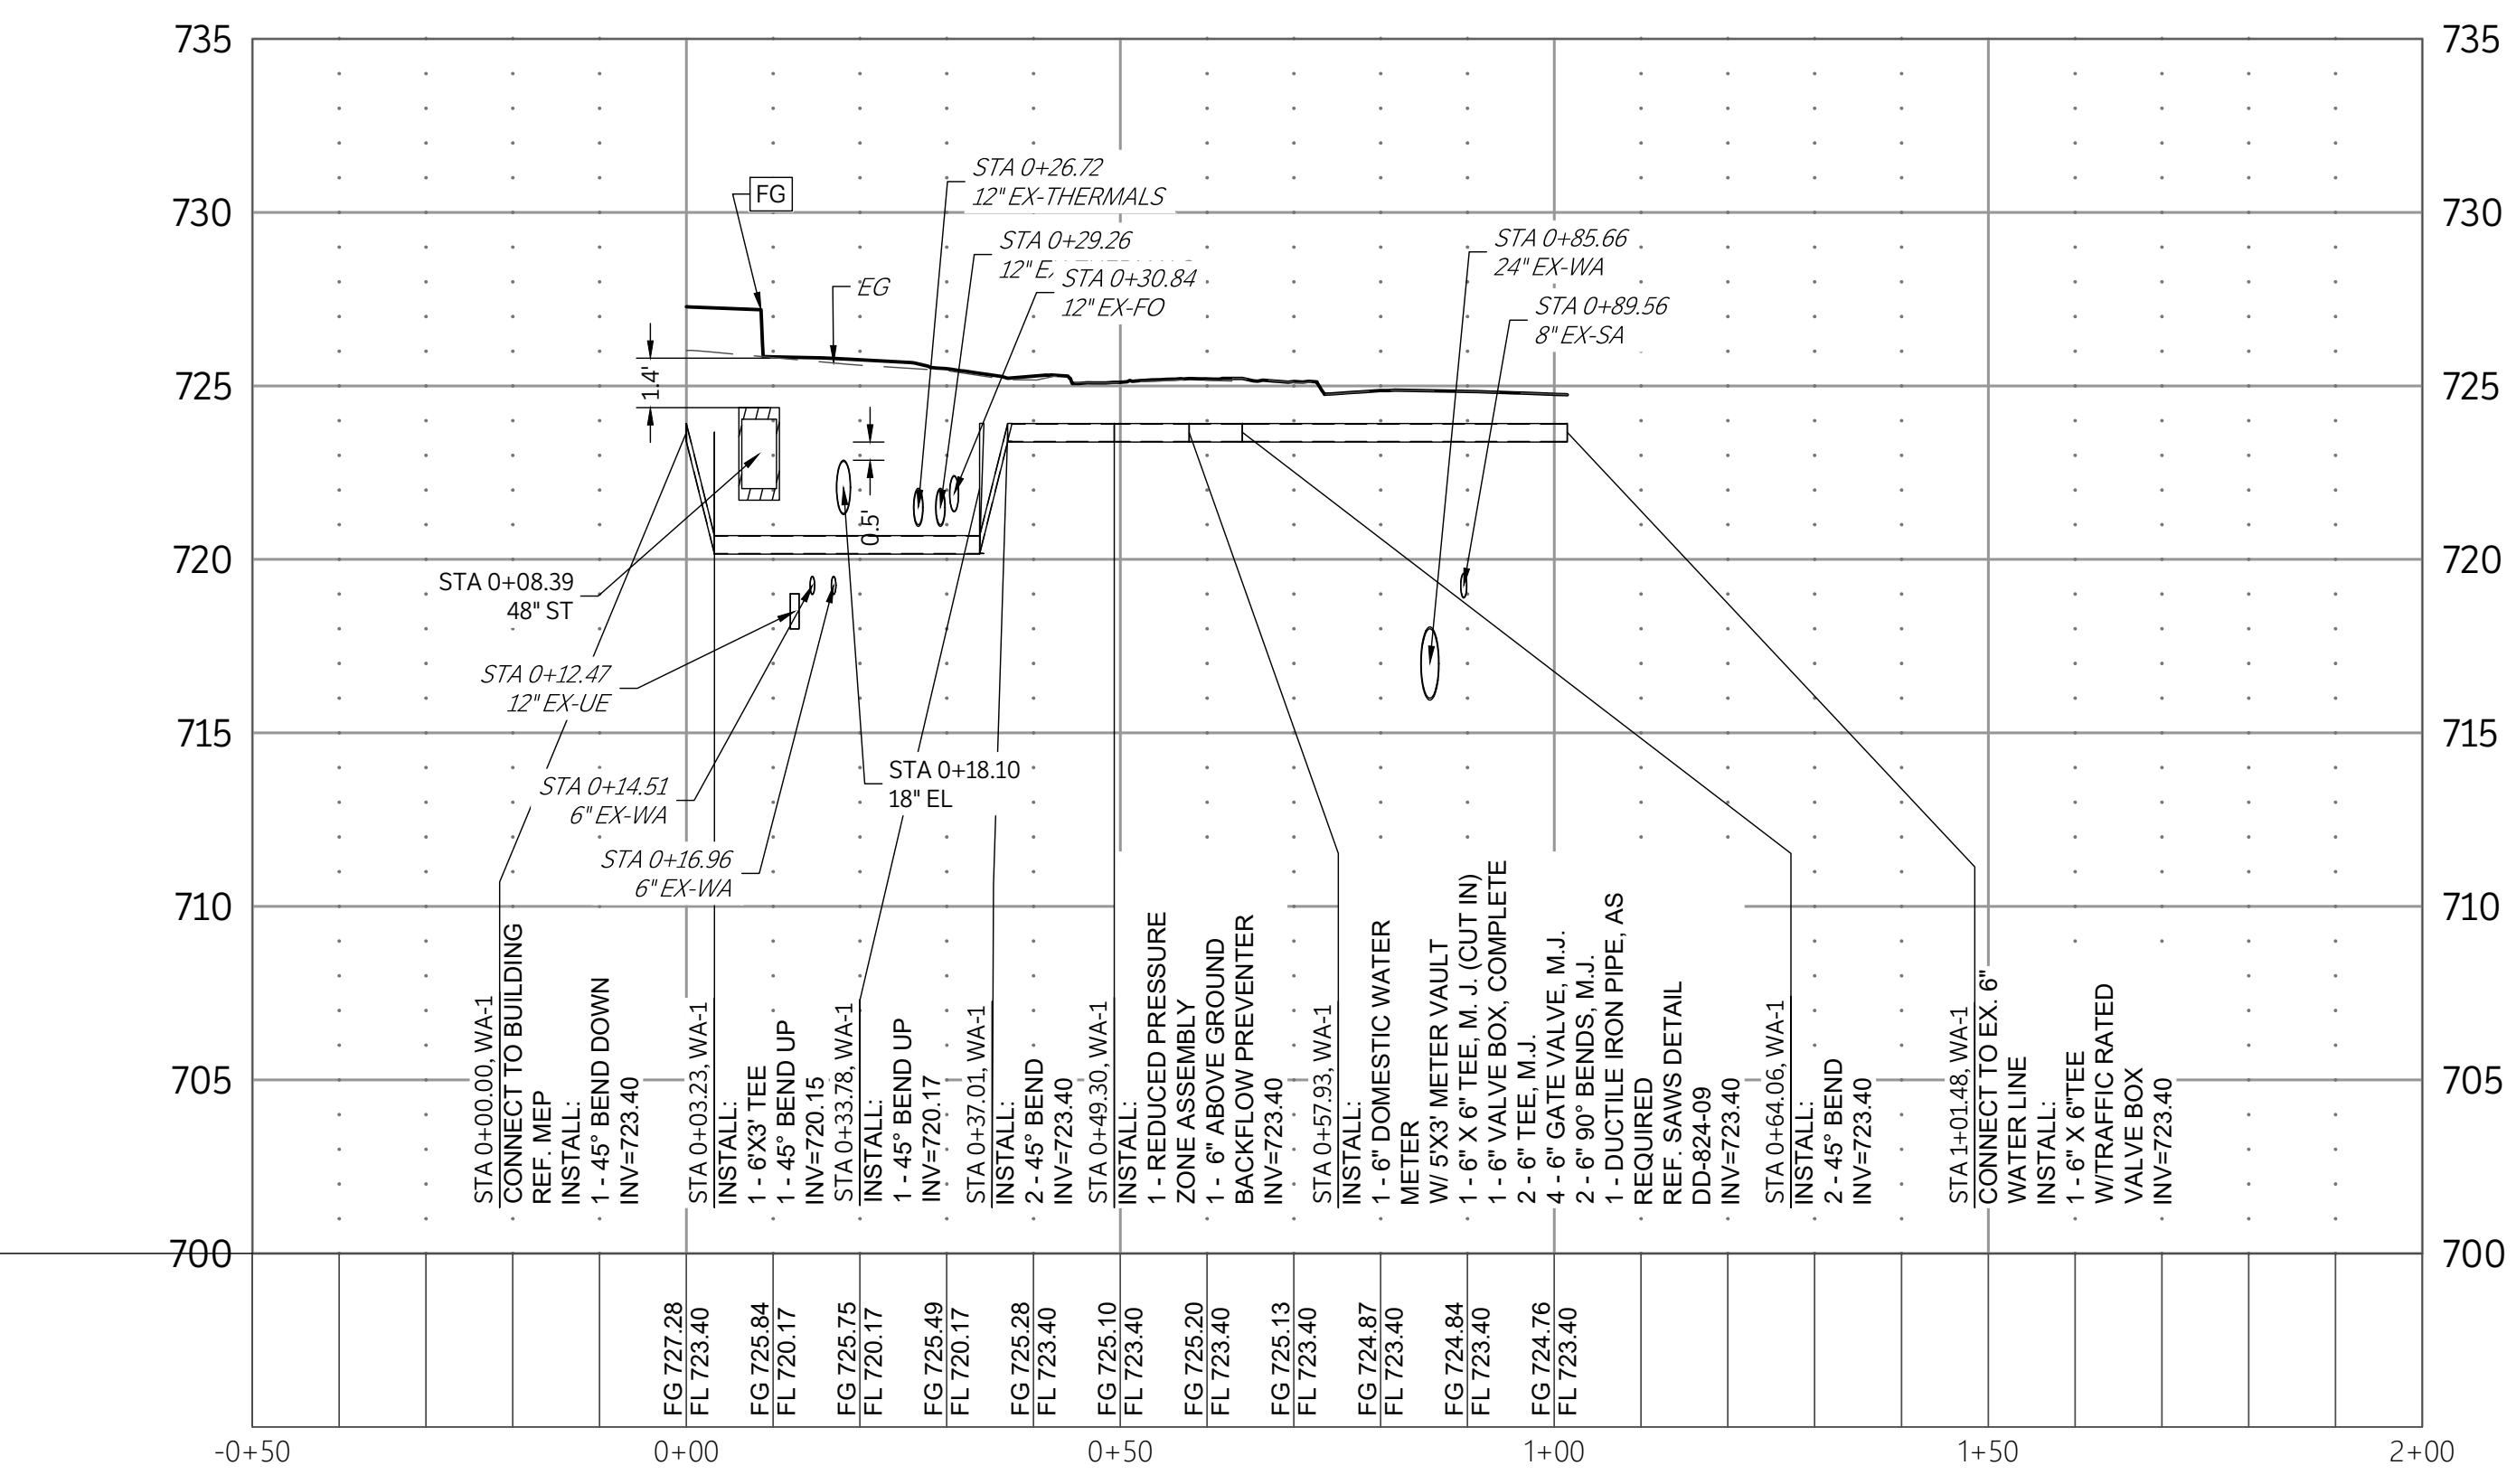 735
735
730
730
725
725
720
720
715
715
710
710
705
705
700
700
FG
EG
STA 0+26.72
12" EX-THERMALS
STA 0+29.26
12"
STA 0+30.84
12" EX-FO
STA 0+85.66
24" EX-WA
STA 0+89.56
8" EX-SA
1.4'
0.5'
STA 0+08.39
48" ST
STA 0+12.47
12" EX-UE
STA 0+14.51
6" EX-WA
STA 0+16.96
6" EX-WA
STA 0+18.10
18" EL
STA 0+00.00, WA-1
CONNECT TO BUILDING
REF. MEP
INSTALL:
1 - 45° BEND DOWN
INV=723.40
STA 0+03.23, WA-1
INSTALL:
1 - 6'X3' TEE
1 - 45° BEND UP
INV=720.15
STA 0+33.78, WA-1
INSTALL:
1 - 45° BEND UP
INV=720.17
STA 0+37.01, WA-1
INSTALL:
2 - 45° BEND
INV=723.40
STA 0+49.30, WA-1
INSTALL:
1 - REDUCED PRESSURE
ZONE ASSEMBLY
1 - 6" ABOVE GROUND
BACKFLOW PREVENTER
INV=723.40
STA 0+57.93, WA-1
INSTALL:
1 - 6" DOMESTIC WATER
METER
W/ 5'X3' METER VAULT
1 - 6" X 6" TEE, M. J. (CUT IN)
1 - 6" VALVE BOX, COMPLETE
2 - 6" TEE, M.J.
4 - 6" GATE VALVE, M.J.
2 - 6" 90° BENDS, M.J.
1 - DUCTILE IRON PIPE, AS
REQUIRED
REF. SAWS DETAIL
DD-824-09
INV=723.40
STA 0+64.06, WA-1
INSTALL:
2 - 45° BEND
INV=723.40
STA 1+01.48, WA-1
CONNECT TO EX. 6"
WATER LINE
INSTALL:
1 - 6" X 6"TEE
W/TRAFFIC RATED
VALVE BOX
INV=723.40
FG 727.28
FL 723.40
FG 725.84
FL 720.17
FG 725.75
FL 720.17
FG 725.49
FL 720.17
FG 725.28
FL 723.40
FG 725.10
FL 723.40
FG 725.20
FL 723.40
FG 725.13
FL 723.40
FG 724.87
FL 723.40
FG 724.84
FL 723.40
FG 724.76
FL 723.40
-0+50
0+00
0+50
1+00
1+50
2+00